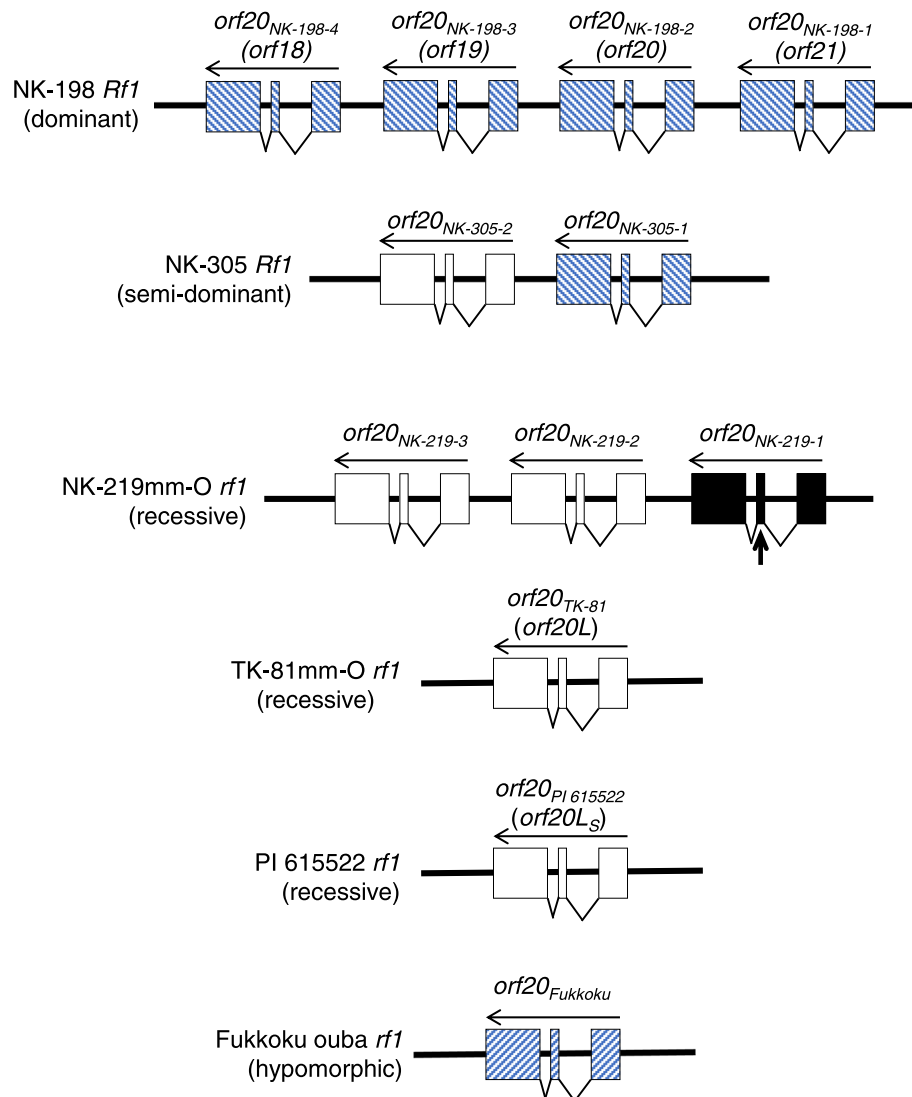 orf20NK-198-4 orf20NK-198-3 orf20NK-198-2 orf20NK-198-1
(orf18) (orf19) (orf20) (orf21)
NK-198 Rf1
(dominant)
orf20NK-305-2 orf20NK-305-1
NK-305 Rf1
(semi-dominant)
orf20NK-219-3 orf20NK-219-2 orf20NK-219-1
NK-219mm-O rf1
(recessive)
orf20TK-81
(orf20L)
TK-81mm-O rf1
(recessive)
orf20PI 615522
(orf20LS)
PI 615522 rf1
(recessive)
orf20Fukkoku
Fukkoku ouba rf1
(hypomorphic)